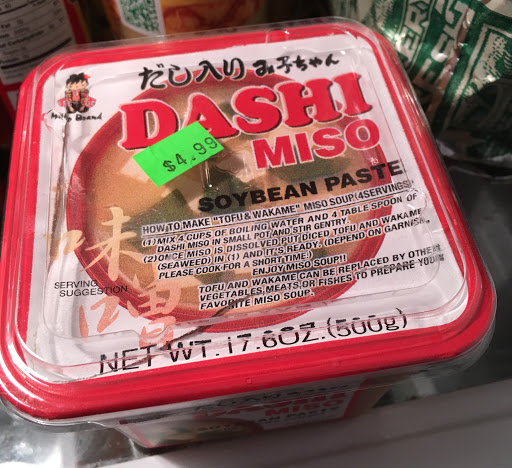 だし入り みこちゃん
Miko Brand
DASHI
MISO
$4.99
SOYBEAN PASTE
HOW TO MAKE "TOFU & WAKAME" MISO SOUP(4SERVINGS)
(1)MIX 4 CUPS OF BOILING WATER AND 4 TABLE SPOON OF
DASHI MISO IN SMALL POT AND STIR GENTRY.
(2)ONCE MISO IS DISSOLVED PUT DICED TOFU AND WAKAME
(SEAWEED) IN (1) AND IT'S READY. (DEPEND ON GARNISH,
PLEASE COOK FOR A SHORT TIME)
ENJOY MISO SOUP!!
TOFU AND WAKAME CAN BE REPLACED BY OTHER
VEGETABLES,MEATS,OR FISHES TO PREPARE YOUR
FAVORITE MISO SOUP.
SERVING
SUGGESTION
味噌
NET WT.17.6OZ.(500g)
MISO